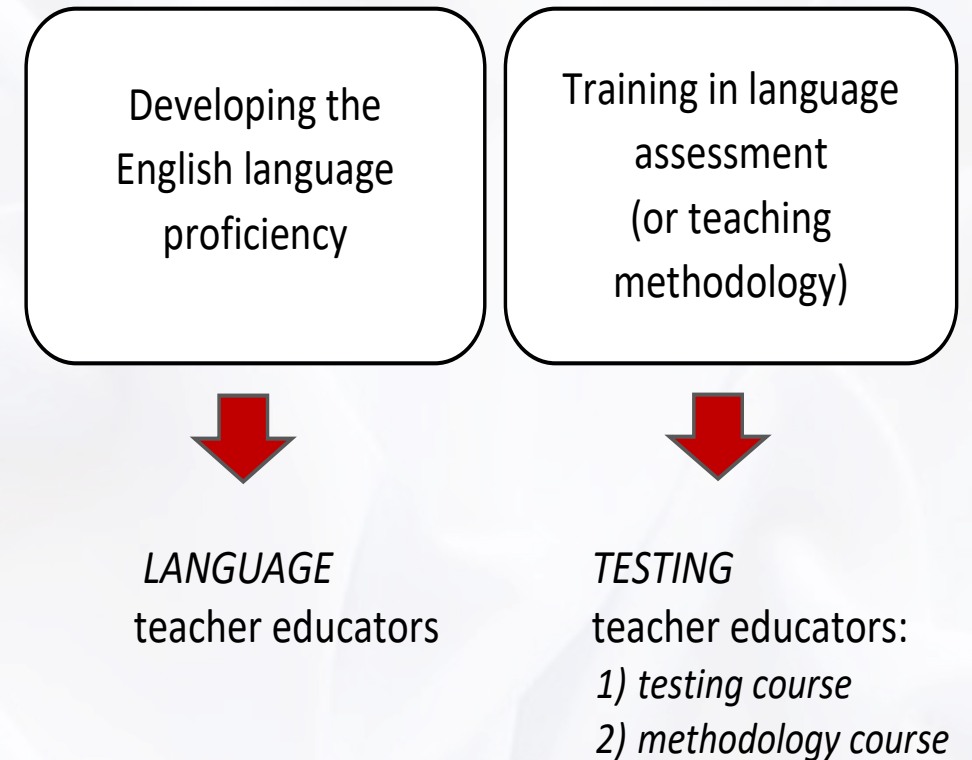 Developing the
English language
proficiency
Training in language
assessment
(or teaching
methodology)
LANGUAGE
teacher educators
TESTING
teacher educators:
1) testing course
2) methodology course